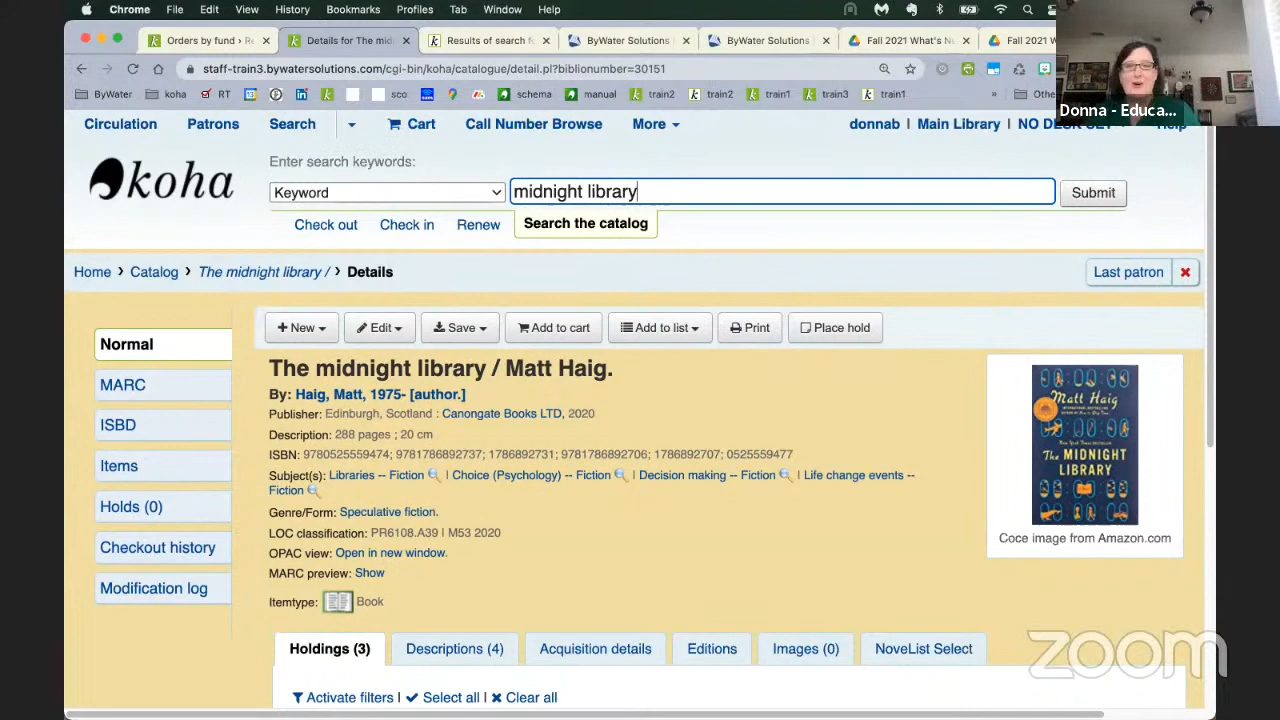 Chrome File Edit View History Bookmarks Profiles Tab Window Help
Orders by fund › Re Details for The mid Results of search f ByWater Solutions ByWater Solutions Fall 2021 What's N Fall 2021 W
staff-train3.bywatersolutions.com/cgi-bin/koha/catalogue/detail.pl?biblionumber=30151
ByWater koha RT sco schema manual train2 train2 train1 train3 train1 » Othe
Donna - Educa...
Circulation Patrons Search Cart Call Number Browse More donnab | Main Library | NO DESK SET Help
koha
Enter search keywords:
Keyword midnight library Submit
Check out Check in Renew Search the catalog
Home › Catalog › The midnight library / › Details Last patron
+ New Edit Save Add to cart Add to list Print Place hold
Normal
MARC
ISBD
Items
Holds (0)
Checkout history
Modification log
The midnight library / Matt Haig.
By: Haig, Matt, 1975- [author.]
Publisher: Edinburgh, Scotland : Canongate Books LTD, 2020
Description: 288 pages ; 20 cm
ISBN: 9780525559474; 9781786892737; 1786892731; 9781786892706; 1786892707; 0525559477
Subject(s): Libraries -- Fiction | Choice (Psychology) -- Fiction | Decision making -- Fiction | Life change events --
Fiction
Genre/Form: Speculative fiction.
LOC classification: PR6108.A39 | M53 2020
OPAC view: Open in new window.
MARC preview: Show
Itemtype: Book
Matt Haig
The MIDNIGHT
LIBRARY
Coce image from Amazon.com
Holdings (3) Descriptions (4) Acquisition details Editions Images (0) NoveList Select
Activate filters | Select all | Clear all
zoom